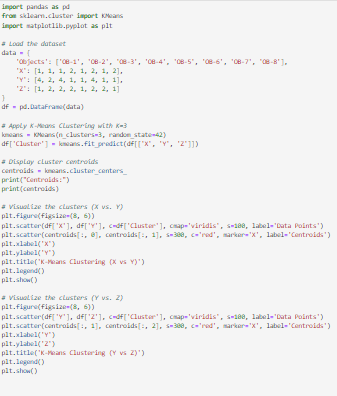 import pandas as pd
from sklearn.cluster import KMeans
import matplotlib.pyplot as plt

# Load the dataset
data = {
    'Objects': ['OB-1', 'OB-2', 'OB-3', 'OB-4', 'OB-5', 'OB-6', 'OB-7', 'OB-8'],
    'X': [1, 1, 1, 2, 1, 2, 1, 2],
    'Y': [4, 2, 4, 1, 1, 4, 1, 1],
    'Z': [1, 2, 2, 2, 1, 2, 2, 1]
}
df = pd.DataFrame(data)

# Apply K-Means Clustering with K=3
kmeans = KMeans(n_clusters=3, random_state=42)
df['Cluster'] = kmeans.fit_predict(df[['X', 'Y', 'Z']])

# Display cluster centroids
centroids = kmeans.cluster_centers_
print("Centroids:")
print(centroids)

# Visualize the clusters (X vs. Y)
plt.figure(figsize=(8, 6))
plt.scatter(df['X'], df['Y'], c=df['Cluster'], cmap='viridis', s=100, label='Data Points')
plt.scatter(centroids[:, 0], centroids[:, 1], s=300, c='red', marker='X', label='Centroids')
plt.xlabel('X')
plt.ylabel('Y')
plt.title('K-Means Clustering (X vs Y)')
plt.legend()
plt.show()

# Visualize the clusters (Y vs. Z)
plt.figure(figsize=(8, 6))
plt.scatter(df['Y'], df['Z'], c=df['Cluster'], cmap='viridis', s=100, label='Data Points')
plt.scatter(centroids[:, 1], centroids[:, 2], s=300, c='red', marker='X', label='Centroids')
plt.xlabel('Y')
plt.ylabel('Z')
plt.title('K-Means Clustering (Y vs Z)')
plt.legend()
plt.show()